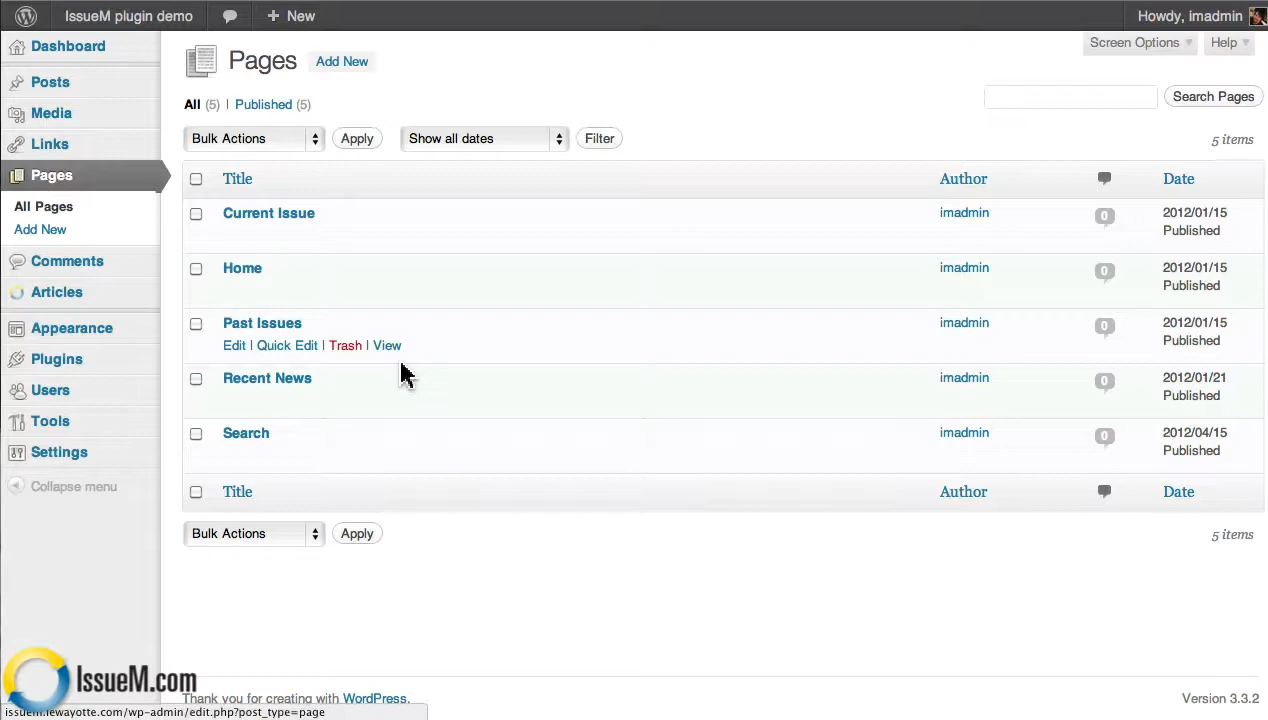 IssueM plugin demo
+ New
Howdy, imadmin
Dashboard
Posts
Media
Links
Pages
All Pages
Add New
Comments
Articles
Appearance
Plugins
Users
Tools
Settings
Collapse menu
Screen Options
Help
Pages
Add New
All (5) | Published (5)
Search Pages
Bulk Actions
Apply
Show all dates
Filter
5 items
Title Author Date
Current Issue imadmin 0 2012/01/15
Published
Home imadmin 0 2012/01/15
Published
Past Issues imadmin 0 2012/01/15
Edit | Quick Edit | Trash | View Published
Recent News imadmin 0 2012/01/21
Published
Search imadmin 0 2012/04/15
Published
Title Author Date
Bulk Actions
Apply
5 items
IssueM.com
Thank you for creating with WordPress.
Version 3.3.2
issuem.lewayotte.com/wp-admin/edit.php?post_type=page